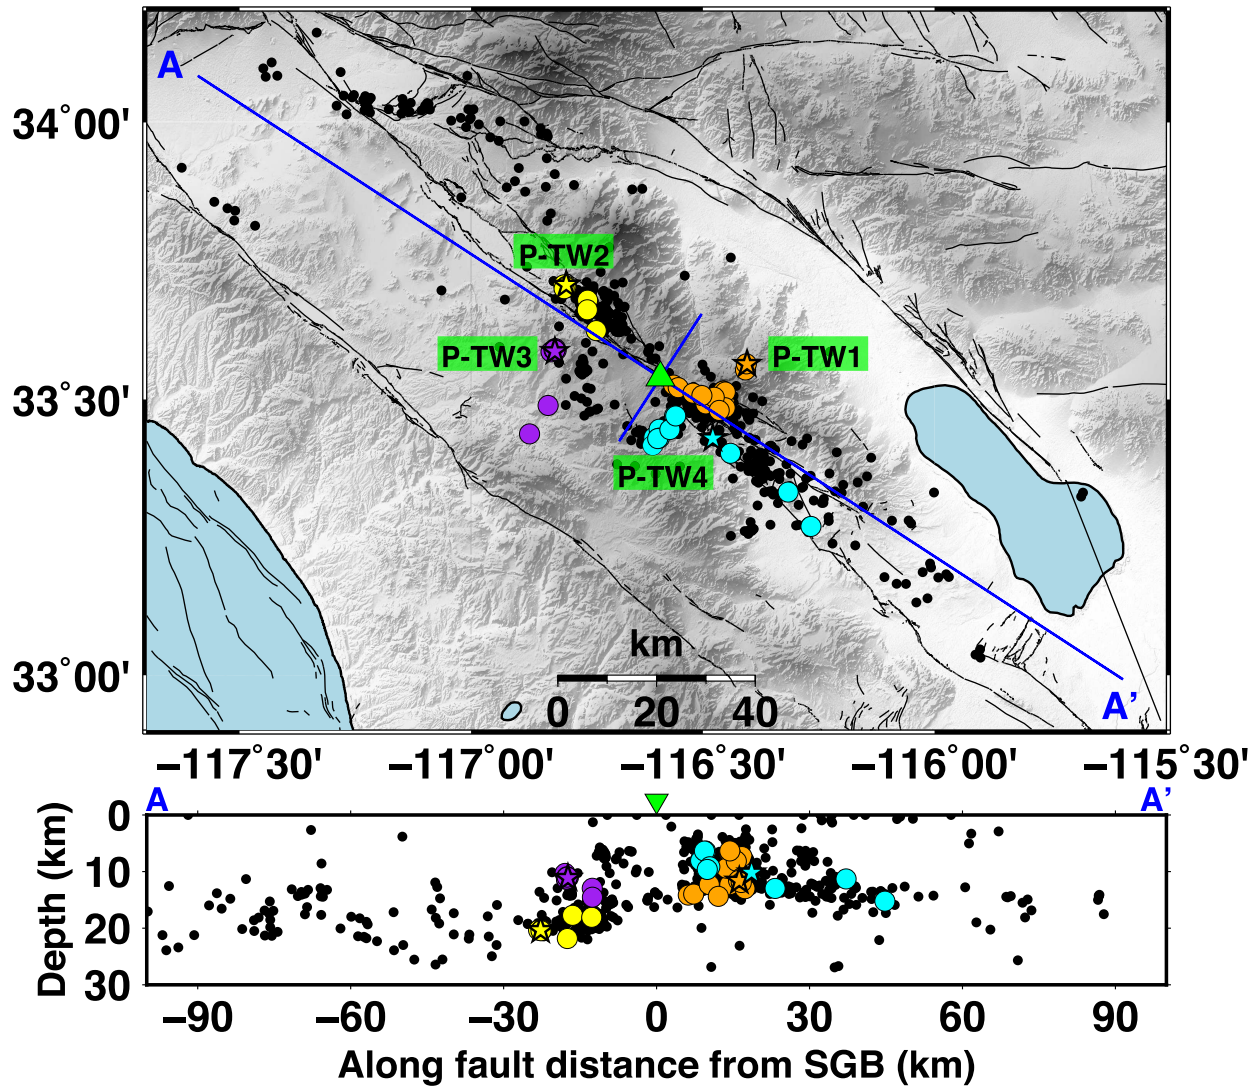 A
34°00'
P-TW2
P-TW3
P-TW1
33°30'
P-TW4
km
33°00'
0 20 40
A’
−117°30' −117°00' −116°30' −116°00' −115°30'
A
A’
0
10
20
30
Depth (km)
−90 −60 −30 0 30 60 90
Along fault distance from SGB (km)